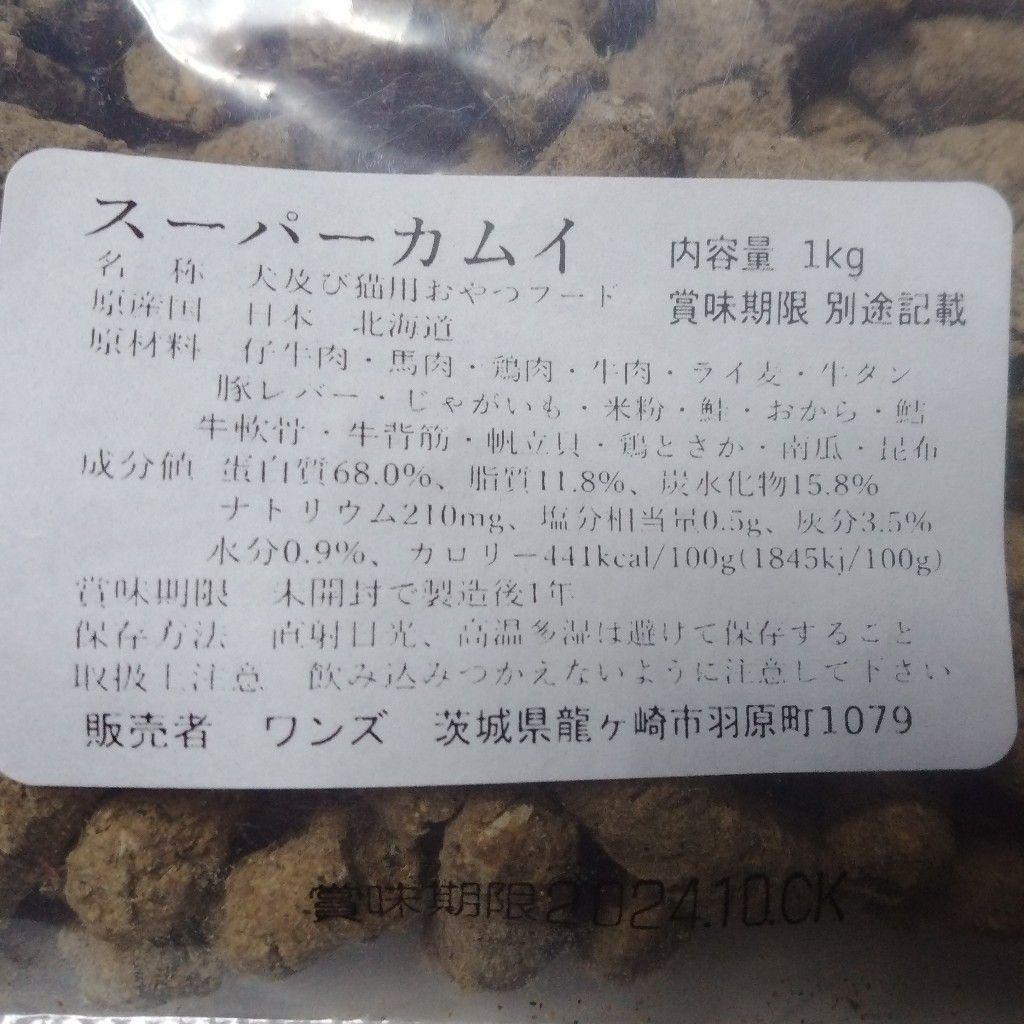 スーパーカムイ
内容量 1kg
名 称 犬及び猫用おやつフード
賞味期限 別途記載
原産国 日本 北海道
原材料 仔牛肉・馬肉・鶏肉・牛肉・ライ麦・牛タン
豚レバー・じゃがいも・米粉・鮭・おから・鱈
牛軟骨・牛背筋・帆立貝・鶏とさか・南瓜・昆布
成分値 蛋白質68.0%、脂質11.8%、炭水化物15.8%
ナトリウム210mg、塩分相当量0.5g、灰分3.5%
水分0.9%、カロリー441kcal/100g(1845kj/100g)
賞味期限 未開封で製造後1年
保存方法 直射日光、高温多湿は避けて保存すること
取扱上注意 飲み込みつかえないように注意して下さい
販売者 ワンズ 茨城県龍ヶ崎市羽原町1079
賞味期限2024.10.CK